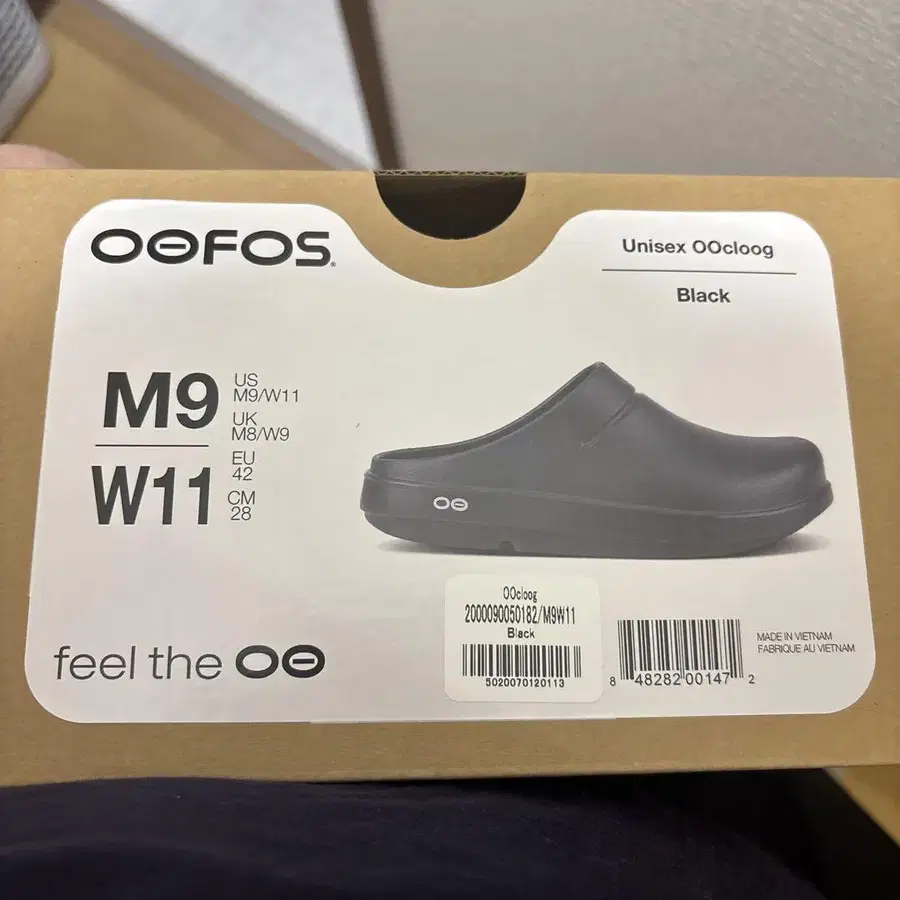 OOFOS®
Unisex OOcloog
Black
M9
W11
US
M9/W11
UK
M8/W9
EU
42
CM
28
OO
feel the OO
OOcloog
2000090050182/M9W11
Black
5020070120113
8 48282 00147 2
MADE IN VIETNAM
FABRIQUE AU VIETNAM